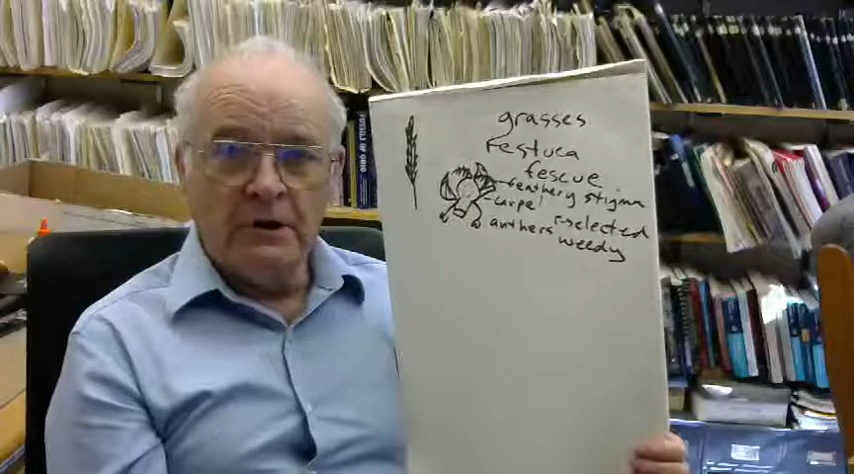 grasses
Festuca
fescue
feathery stigma
carpel
anthers
r-selected
weedy